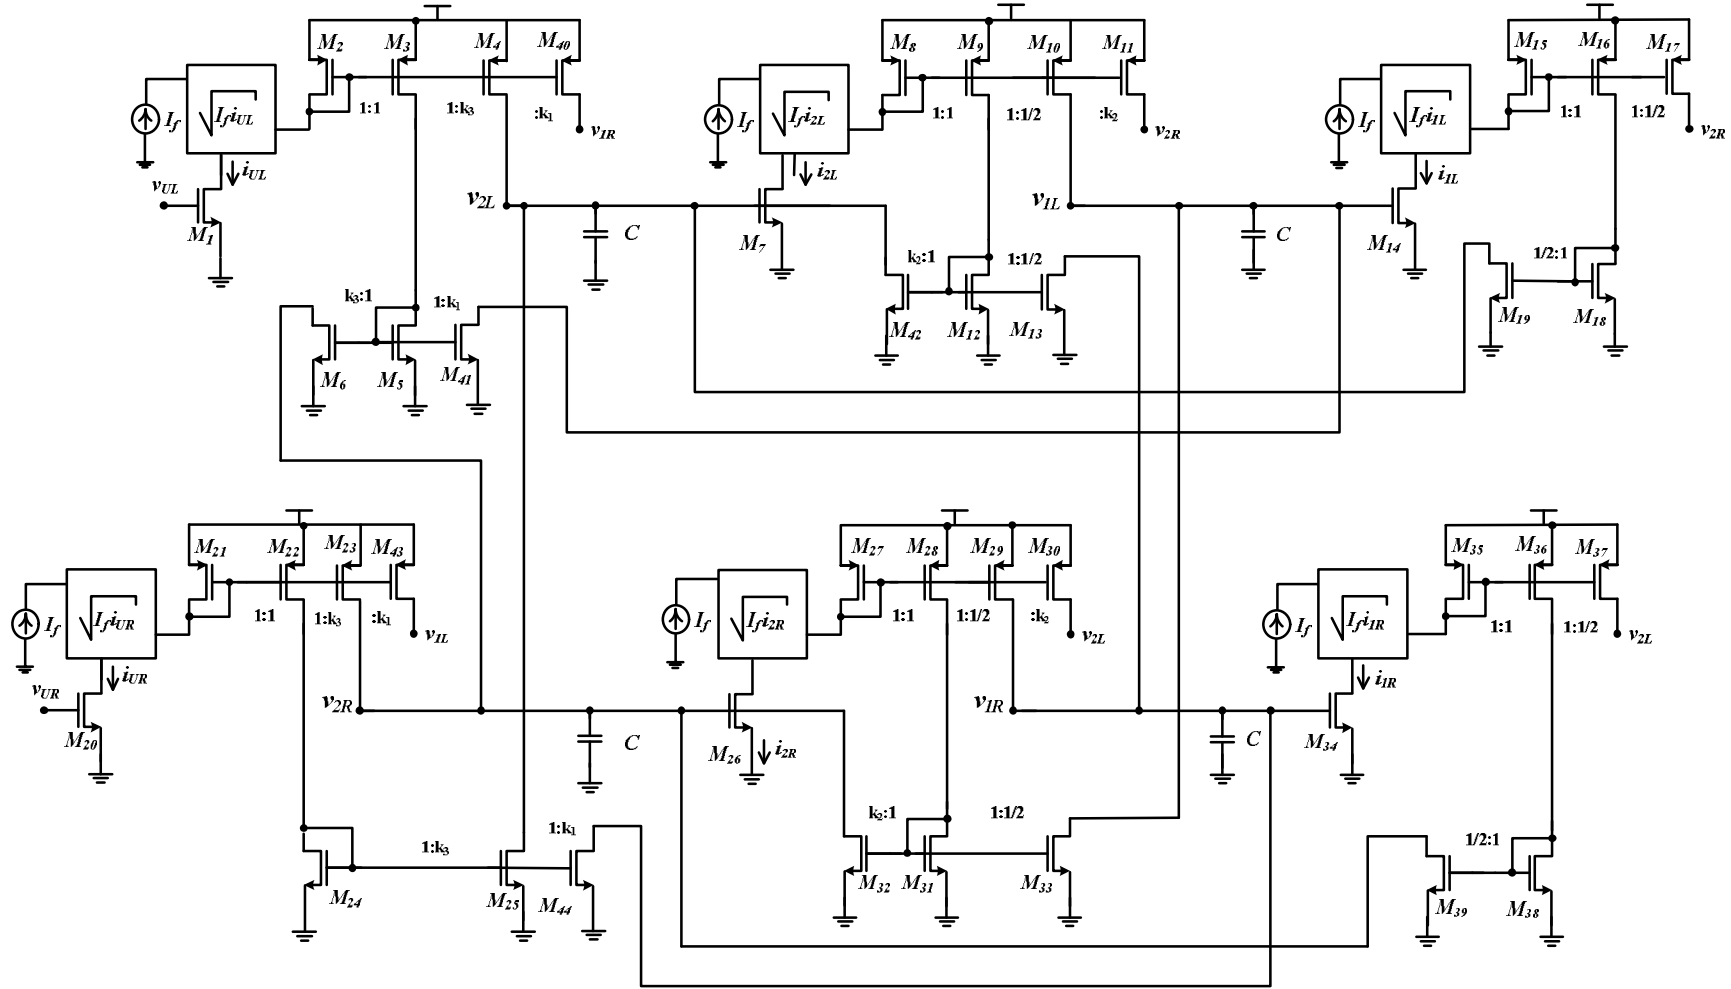 M2 M3 M4 M40
If √If iUL 1:1 1:k3 :k1 v1R
vUL iUL M1
M8 M9 M10 M11
If √If i2L 1:1 1:1/2 :k2 v2R
i2L
v2L C M7 v1L C
M15 M16 M17
If √If i1L 1:1 1:1/2 v2R
i1L M14
k3:1 1:k1
M6 M5 M41
k2:1 1:1/2
M42 M12 M13
1/2:1
M19 M18
M21 M22 M23 M43
If √If iUR 1:1 1:k3 :k1 v1L
vUR iUR M20
M27 M28 M29 M30
If √If i2R 1:1 1:1/2 :k2 v2L
v2R C M26 i2R v1R C
M35 M36 M37
If √If i1R 1:1 1:1/2 v2L
i1R M34
1:k3 1:k1
M24 M25 M44
k2:1 1:1/2
M32 M31 M33
1/2:1
M39 M38